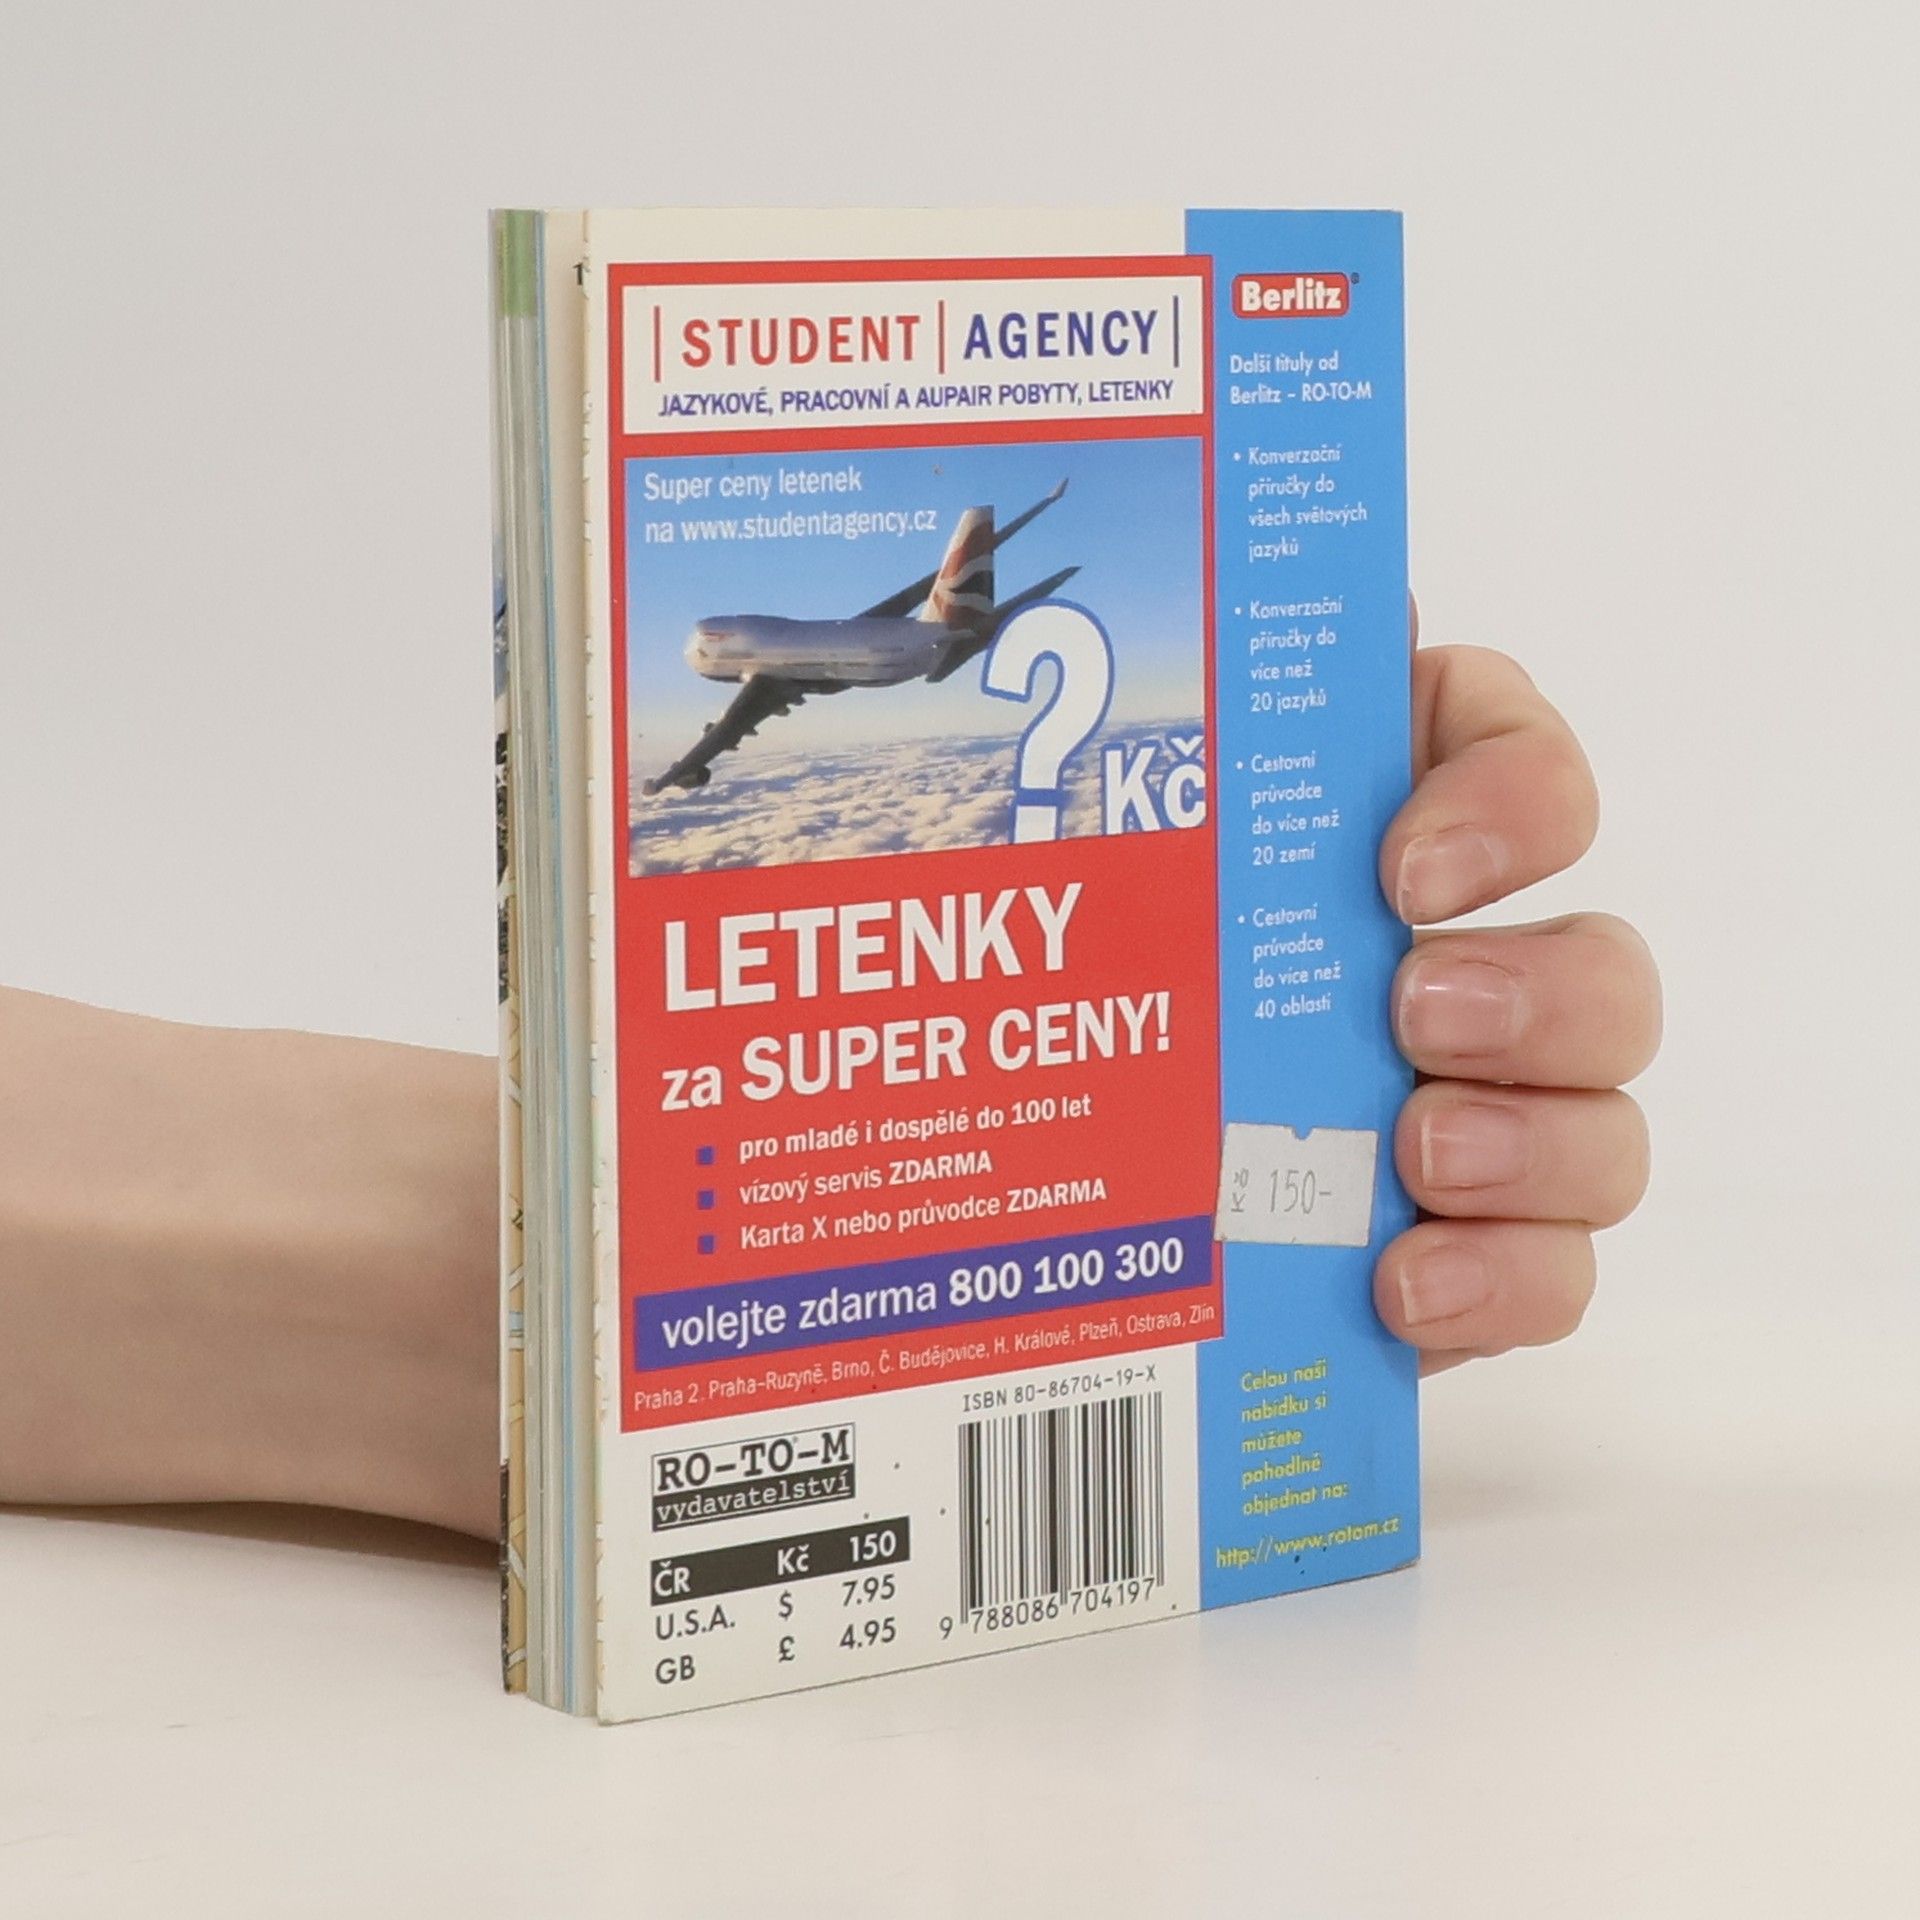 STUDENT AGENCY
JAZYKOVÉ, PRACOVNÍ A AUPAIR POBYTY, LETENKY
Super ceny letenek
na www.studentagency.cz
? Kč
LETENKY
za SUPER CENY!
pro mladé i dospělé do 100 let
vízový servis ZDARMA
Karta X nebo průvodce ZDARMA
volejte zdarma 800 100 300
Praha 2, Praha-Ruzyně, Brno, Č. Budějovice, H. Králové, Plzeň, Ostrava, Zlín
RO-TO-M
vydavatelství
ČR Kč 150
U.S.A. $ 7.95
GB £ 4.95
ISBN 80-86704-19-X
9 788086 704197
Berlitz®
Další tituly od
Berlitz – RO-TO-M
• Konverzační
příručky do
všech světových
jazyků
• Konverzační
příručky do
více než
20 jazyků
• Cestovní
průvodce
do více než
20 zemí
• Cestovní
průvodce
do více než
40 oblastí
Kč 150-
Celou naši
nabídku si
můžete
pohodlně
objednat na:
http://www.rotom.cz